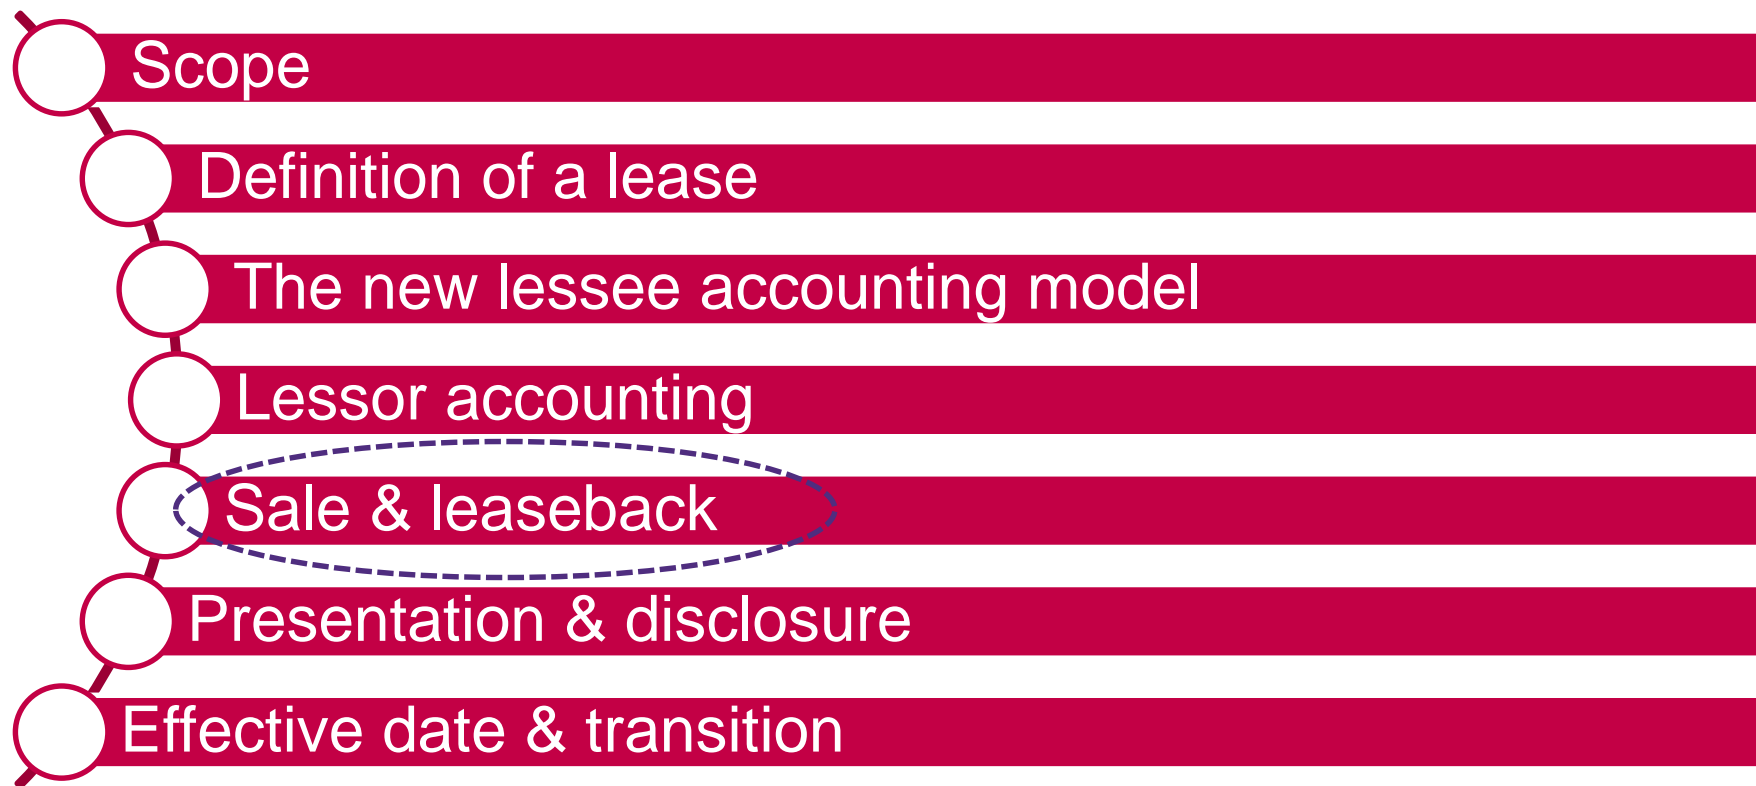 Scope
Definition of a lease
The new lessee accounting model
Lessor accounting
Sale & leaseback
Presentation & disclosure
Effective date & transition